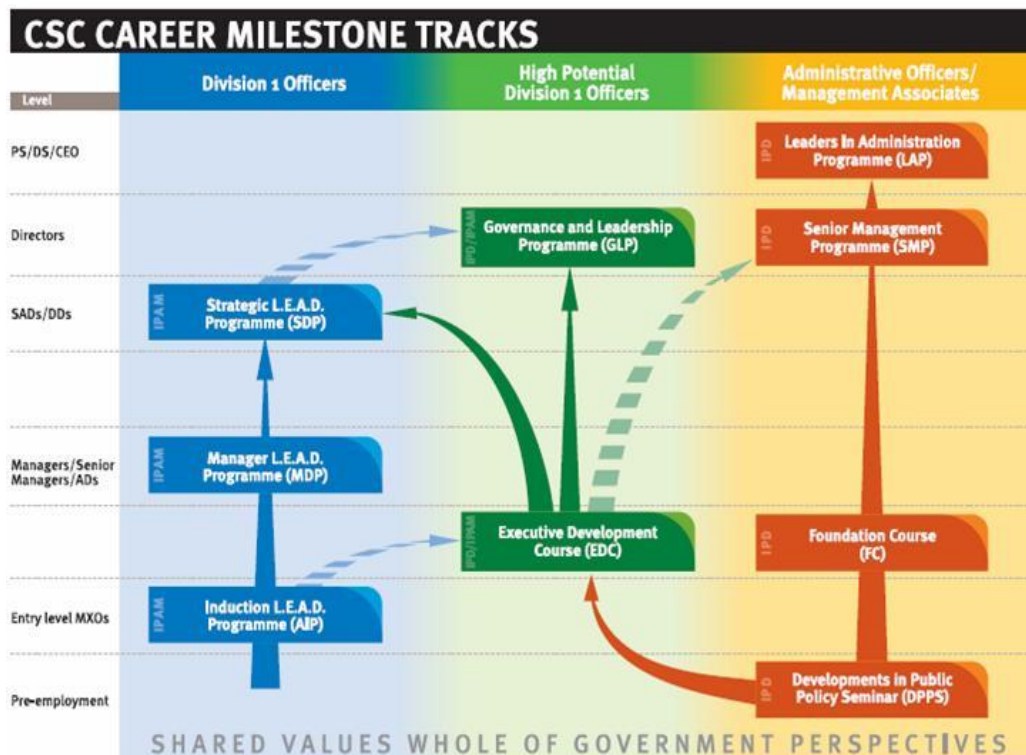 CSC CAREER MILESTONE TRACKS
Level
Division 1 Officers
High Potential
Division 1 Officers
Administrative Officers/
Management Associates
PS/DS/CEO
IPD
Leaders In Administration
Programme (LAP)
Directors
IPD/IPAM
Governance and Leadership
Programme (GLP)
IPD
Senior Management
Programme (SMP)
SADs/DDs
IPAM
Strategic L.E.A.D.
Programme (SDP)
Managers/Senior
Managers/ADs
IPAM
Manager L.E.A.D.
Programme (MDP)
IPD/IPAM
Executive Development
Course (EDC)
IPD
Foundation Course
(FC)
Entry level MXOs
IPAM
Induction L.E.A.D.
Programme (AIP)
Pre-employment
IPD
Developments in Public
Policy Seminar (DPPS)
SHARED VALUES WHOLE OF GOVERNMENT PERSPECTIVES